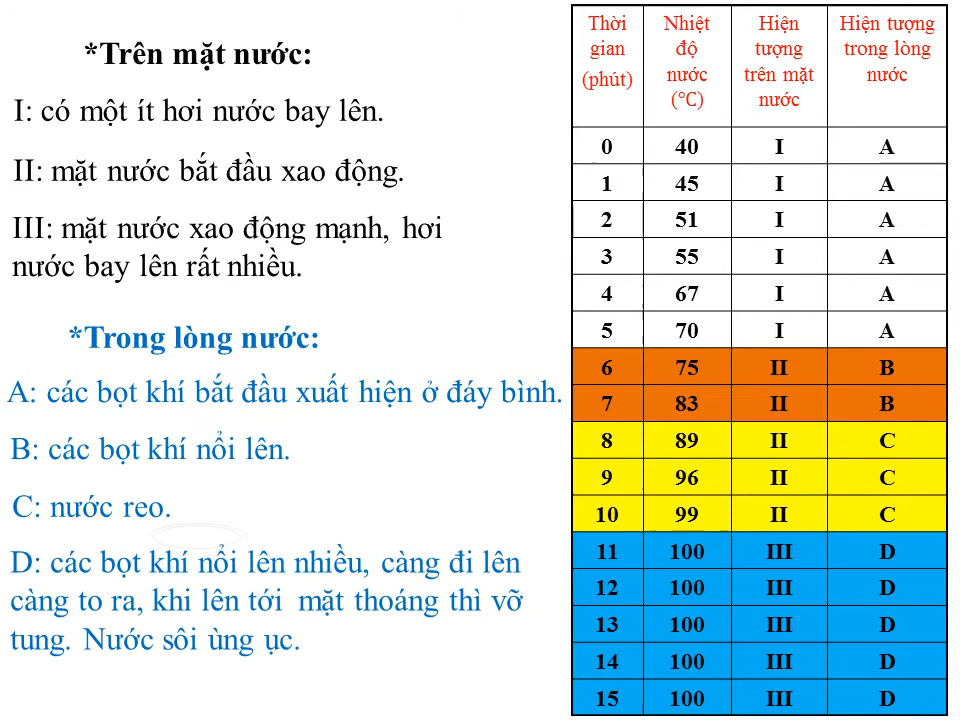 *Trên mặt nước:
I: có một ít hơi nước bay lên.
II: mặt nước bắt đầu xao động.
III: mặt nước xao động mạnh, hơi
nước bay lên rất nhiều.
*Trong lòng nước:
A: các bọt khí bắt đầu xuất hiện ở đáy bình.
B: các bọt khí nổi lên.
C: nước reo.
D: các bọt khí nổi lên nhiều, càng đi lên
càng to ra, khi lên tới mặt thoáng thì vỡ
tung. Nước sôi ùng ục.
Thời gian (phút) Nhiệt độ nước (°C) Hiện tượng trên mặt nước Hiện tượng trong lòng nước
0 40 I A
1 45 I A
2 51 I A
3 55 I A
4 67 I A
5 70 I A
6 75 II B
7 83 II B
8 89 II C
9 96 II C
10 99 II C
11 100 III D
12 100 III D
13 100 III D
14 100 III D
15 100 III D